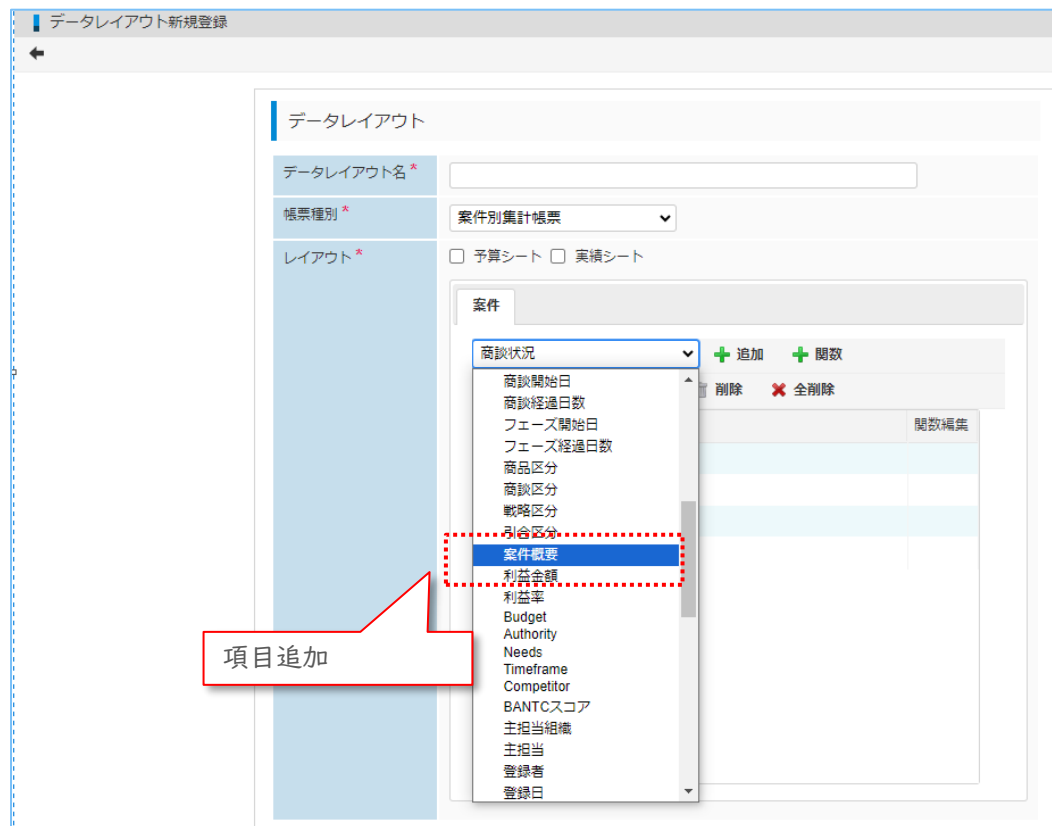 データレイアウト新規登録
データレイアウト
データレイアウト名*
帳票種別*
案件別集計帳票
レイアウト*
予算シート 実績シート
案件
商談状況
追加 関数
削除 全削除
関数編集
商談開始日
商談経過日数
フェーズ開始日
フェーズ経過日数
商品区分
商談区分
戦略区分
引合区分
案件概要
利益金額
利益率
Budget
Authority
Needs
Timeframe
Competitor
BANTCスコア
主担当組織
主担当
登録者
登録日
項目追加